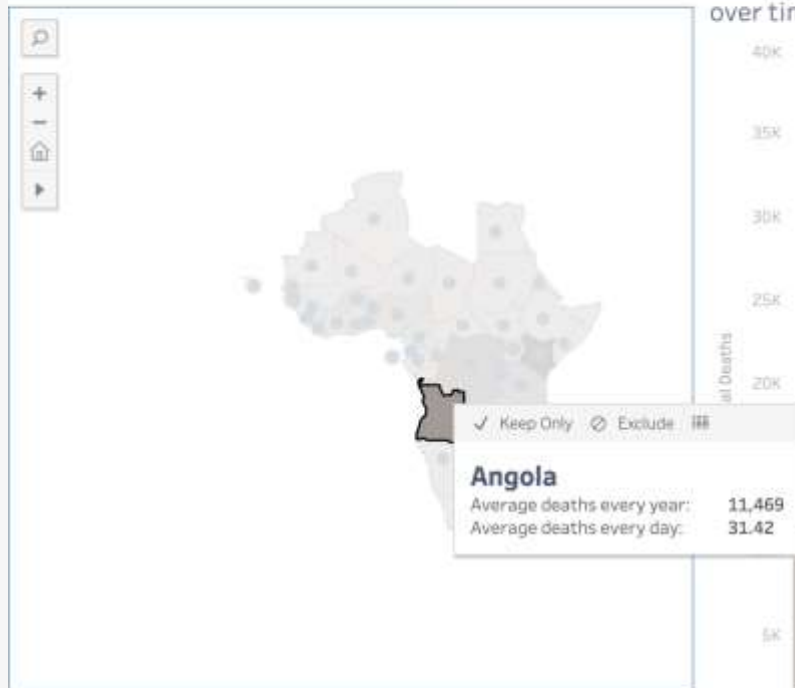 over tir
40K
35K
30K
25K
al Deaths
20K
Keep Only Exclude
Angola
Average deaths every year: 11,469
Average deaths every day: 31.42
5K